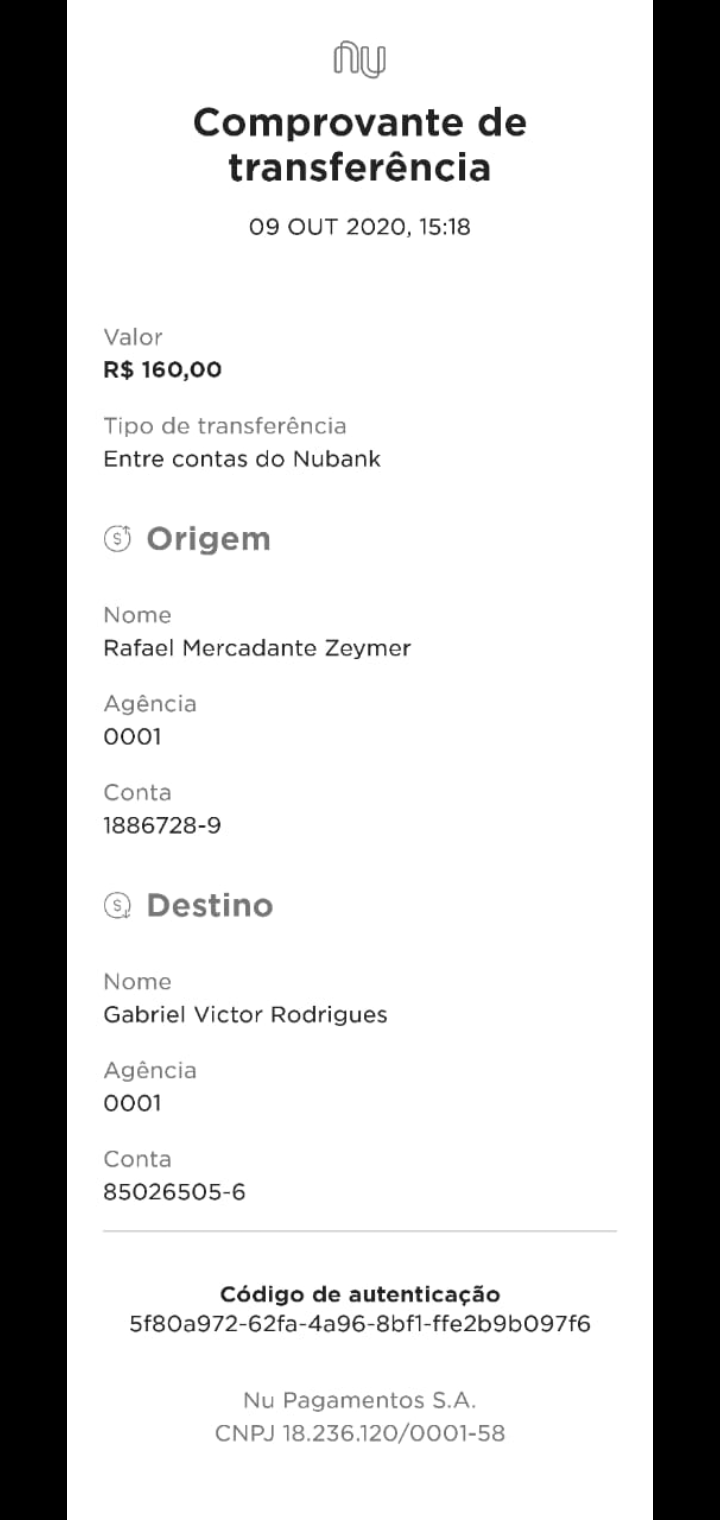 nu
Comprovante de
transferência
09 OUT 2020, 15:18
Valor
R$ 160,00
Tipo de transferência
Entre contas do Nubank
Origem
Nome
Rafael Mercadante Zeymer
Agência
0001
Conta
1886728-9
Destino
Nome
Gabriel Victor Rodrigues
Agência
0001
Conta
85026505-6
Código de autenticação
5f80a972-62fa-4a96-8bf1-ffe2b9b097f6
Nu Pagamentos S.A.
CNPJ 18.236.120/0001-58